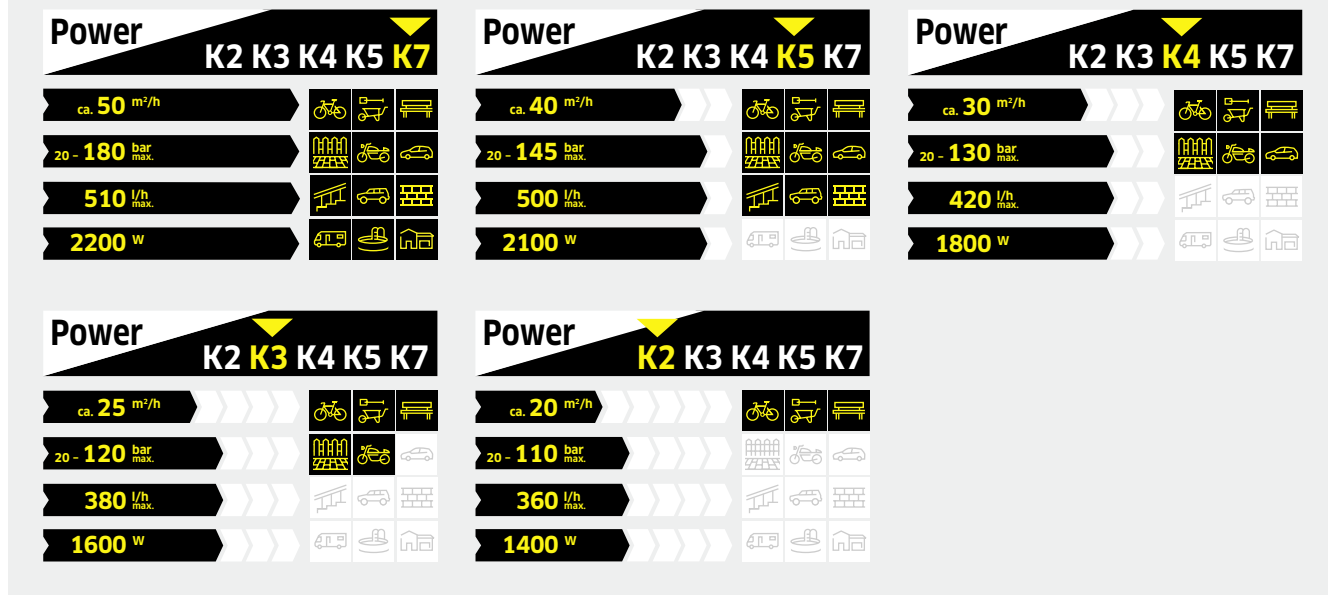 Power
K2 K3 K4 K5 K7
ca. 50 m²/h
20 – 180 bar max.
510 l/h max.
2200 W
Power
K2 K3 K4 K5 K7
ca. 40 m²/h
20 – 145 bar max.
500 l/h max.
2100 W
Power
K2 K3 K4 K5 K7
ca. 30 m²/h
20 – 130 bar max.
420 l/h max.
1800 W
Power
K2 K3 K4 K5 K7
ca. 25 m²/h
20 – 120 bar max.
380 l/h max.
1600 W
Power
K2 K3 K4 K5 K7
ca. 20 m²/h
20 – 110 bar max.
360 l/h max.
1400 W